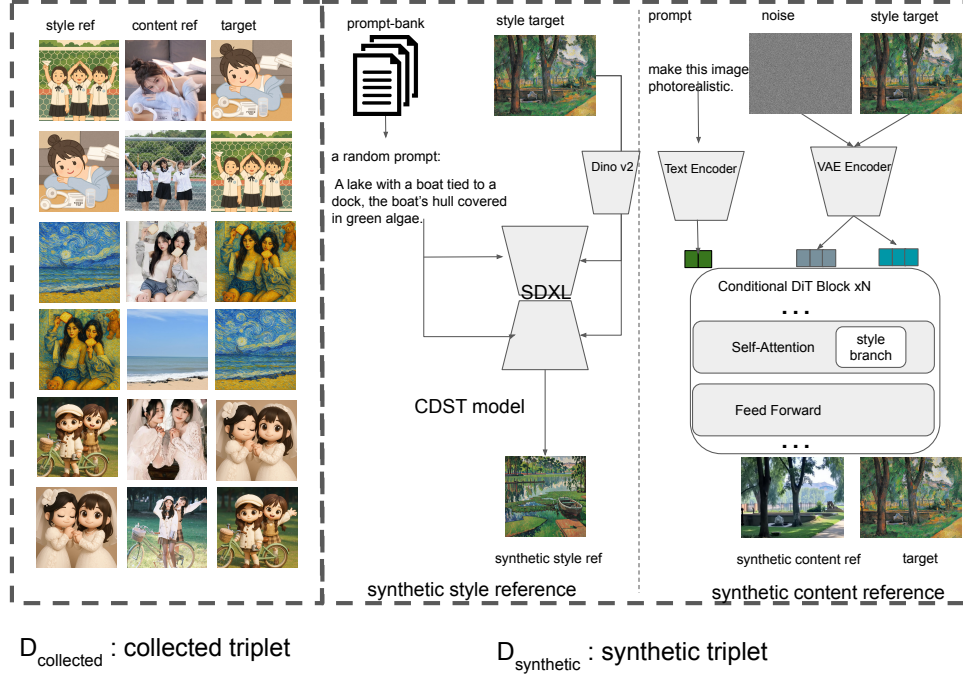 style ref
content ref
target
prompt-bank
style target
a random prompt:
A lake with a boat tied to a
dock, the boat's hull covered
in green algae.
Dino v2
SDXL
CDST model
synthetic style ref
synthetic style reference
prompt
noise
style target
make this image
photorealistic.
Text Encoder
VAE Encoder
Conditional DiT Block xN
...
Self-Attention
style
branch
Feed Forward
...
synthetic content ref
target
synthetic content reference
D_collected : collected triplet
D_synthetic : synthetic triplet